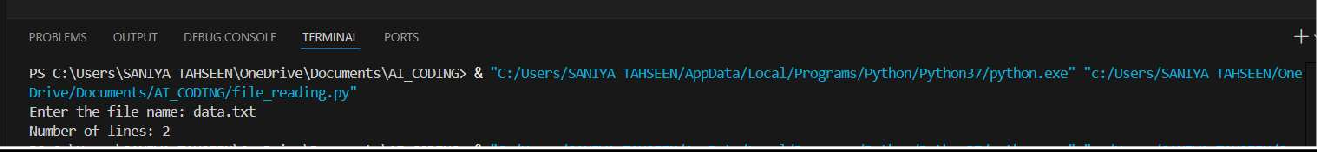 PROBLEMS OUTPUT DEBUG CONSOLE TERMINAL PORTS
PS C:\Users\SANIYA TAHSEEN\OneDrive\Documents\AI_CODING> & "C:/Users/SANIYA TAHSEEN/AppData/Local/Programs/Python/Python37/python.exe" "c:/Users/SANIYA TAHSEEN/One
Drive/Documents/AI_CODING/file_reading.py"
Enter the file name: data.txt
Number of lines: 2